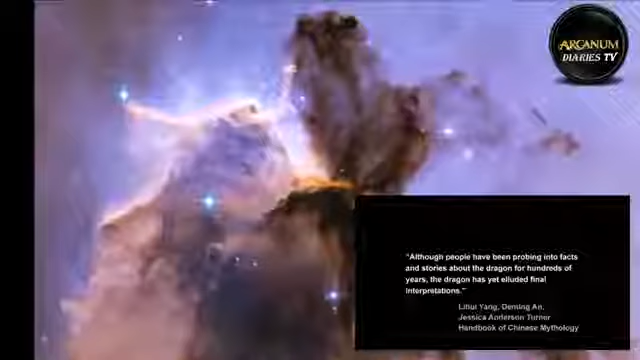 ARCANUM
DIARIES TV
"Although people have been probing into facts
and stories about the dragon for hundreds of
years, the dragon has yet elluded final
interpretations."
Lihui Yang, Deming An,
Jessica Anderson Turner
Handbook of Chinese Mythology